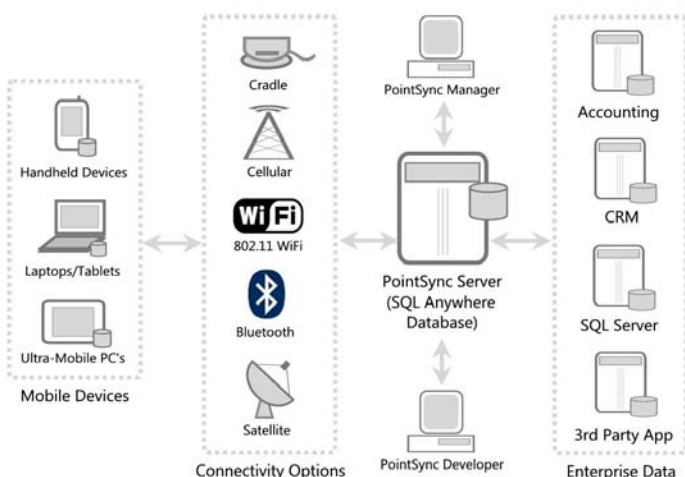 Handheld Devices
Laptops/Tablets
Ultra-Mobile PC's
Mobile Devices
Cradle
Cellular
WiFi
802.11 WiFi
Bluetooth
Satellite
Connectivity Options
PointSync Manager
PointSync Server
(SQL Anywhere
Database)
PointSync Developer
Accounting
CRM
SQL Server
3rd Party App
Enterprise Data